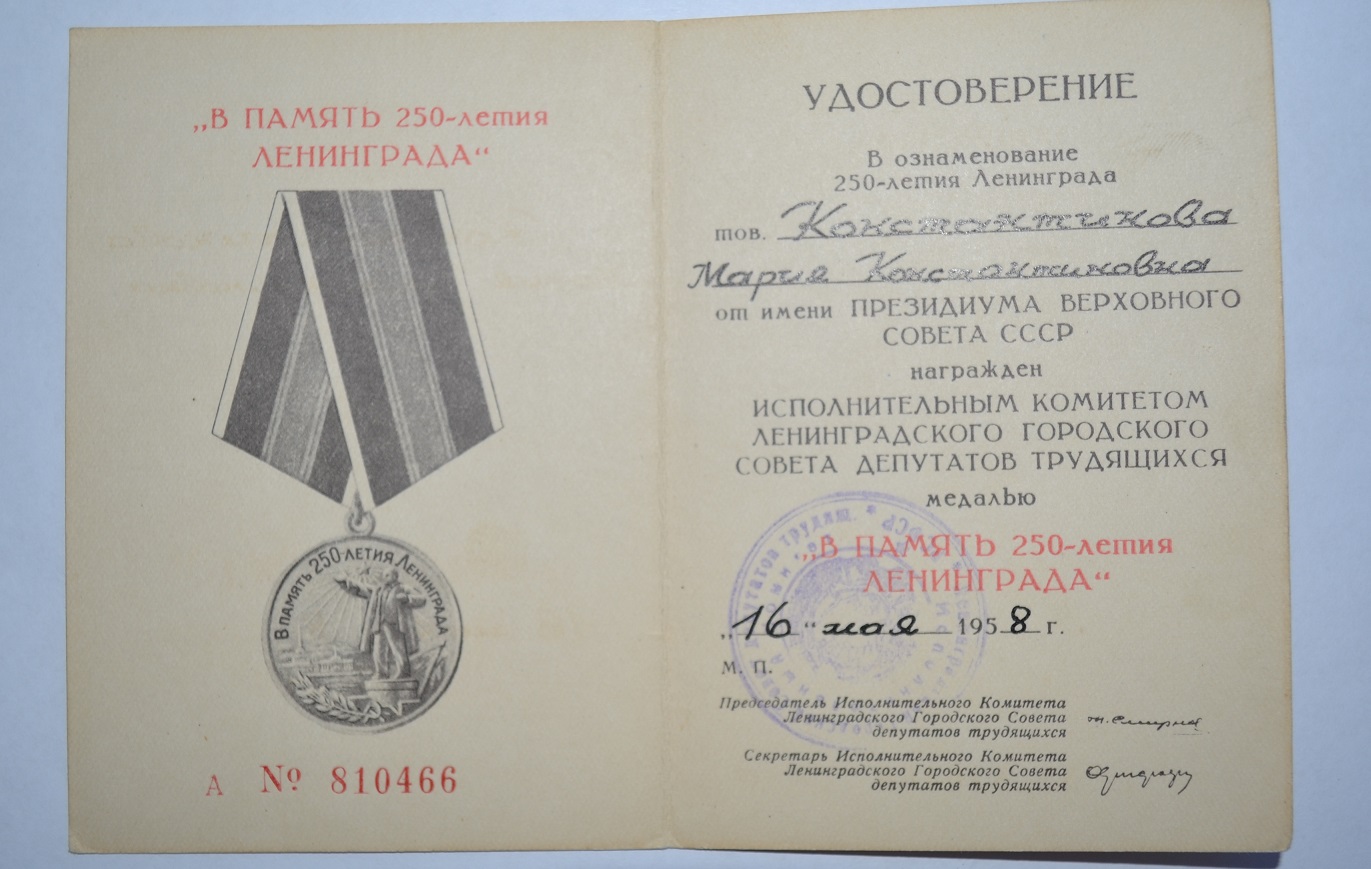 „В ПАМЯТЬ 250-летия
ЛЕНИНГРАДА“
В ПАМЯТЬ 250-ЛЕТИЯ ЛЕНИНГРАДА
А № 810466
УДОСТОВЕРЕНИЕ
В ознаменование
250-летия Ленинграда
тов. Константинова
Мария Константиновна
от имени ПРЕЗИДИУМА ВЕРХОВНОГО
СОВЕТА СССР
награжден
ИСПОЛНИТЕЛЬНЫМ КОМИТЕТОМ
ЛЕНИНГРАДСКОГО ГОРОДСКОГО
СОВЕТА ДЕПУТАТОВ ТРУДЯЩИХСЯ
медалью
„В ПАМЯТЬ 250-летия
ЛЕНИНГРАДА“
„16“ мая 1958 г.
М. П.
Председатель Исполнительного Комитета
Ленинградского Городского Совета
депутатов трудящихся
Секретарь Исполнительного Комитета
Ленинградского Городского Совета
депутатов трудящихся